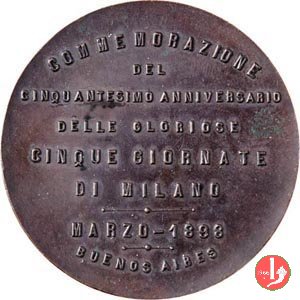 COMMEMORAZIONE
DEL
CINQUANTESIMO ANNIVERSARIO
DELLE GLORIOSE
CINQUE GIORNATE
DI MILANO
MARZO-1898
BUENOS AIRES